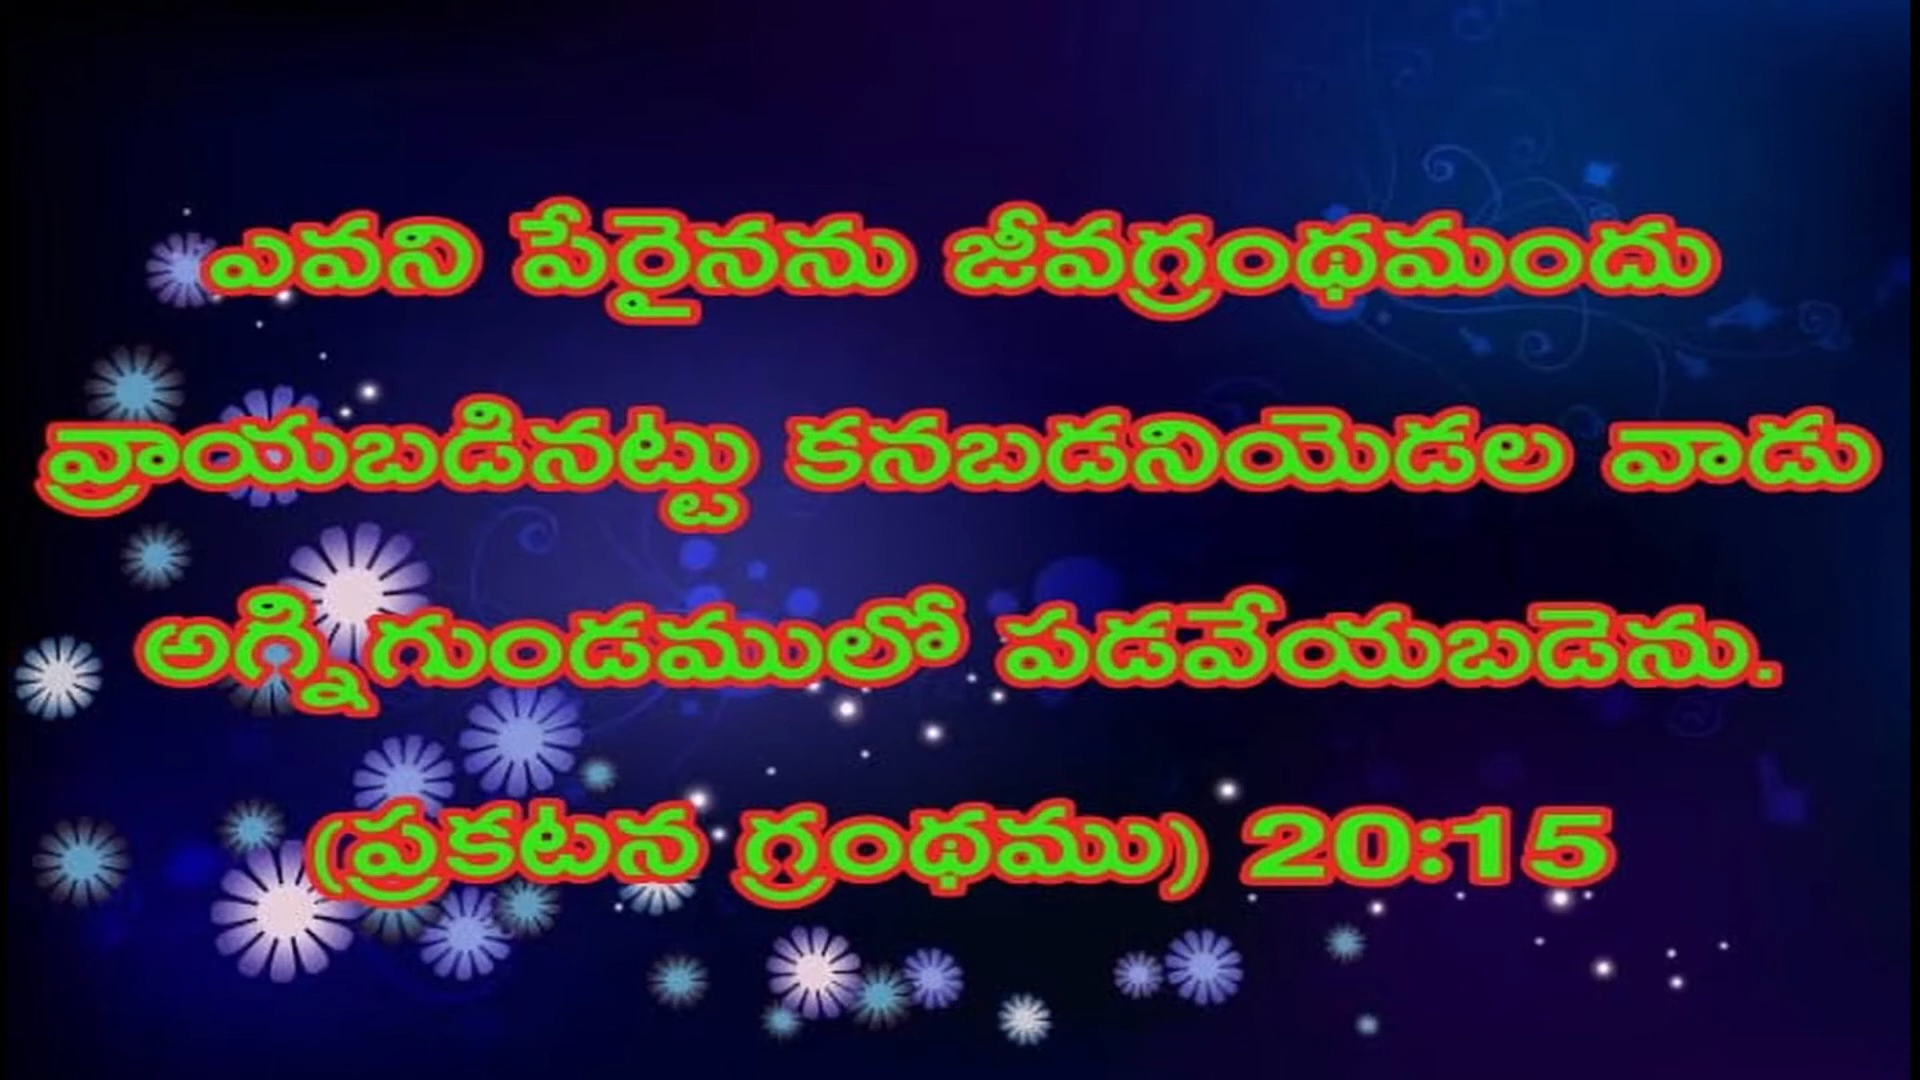 ఎవని పేరైనను జీవగ్రంథమందు
వ్రాయబడినట్టు కనబడనియెడల వాడు
అగ్నిగుండములో పడవేయబడెను.
(ప్రకటన గ్రంథము) 20:15